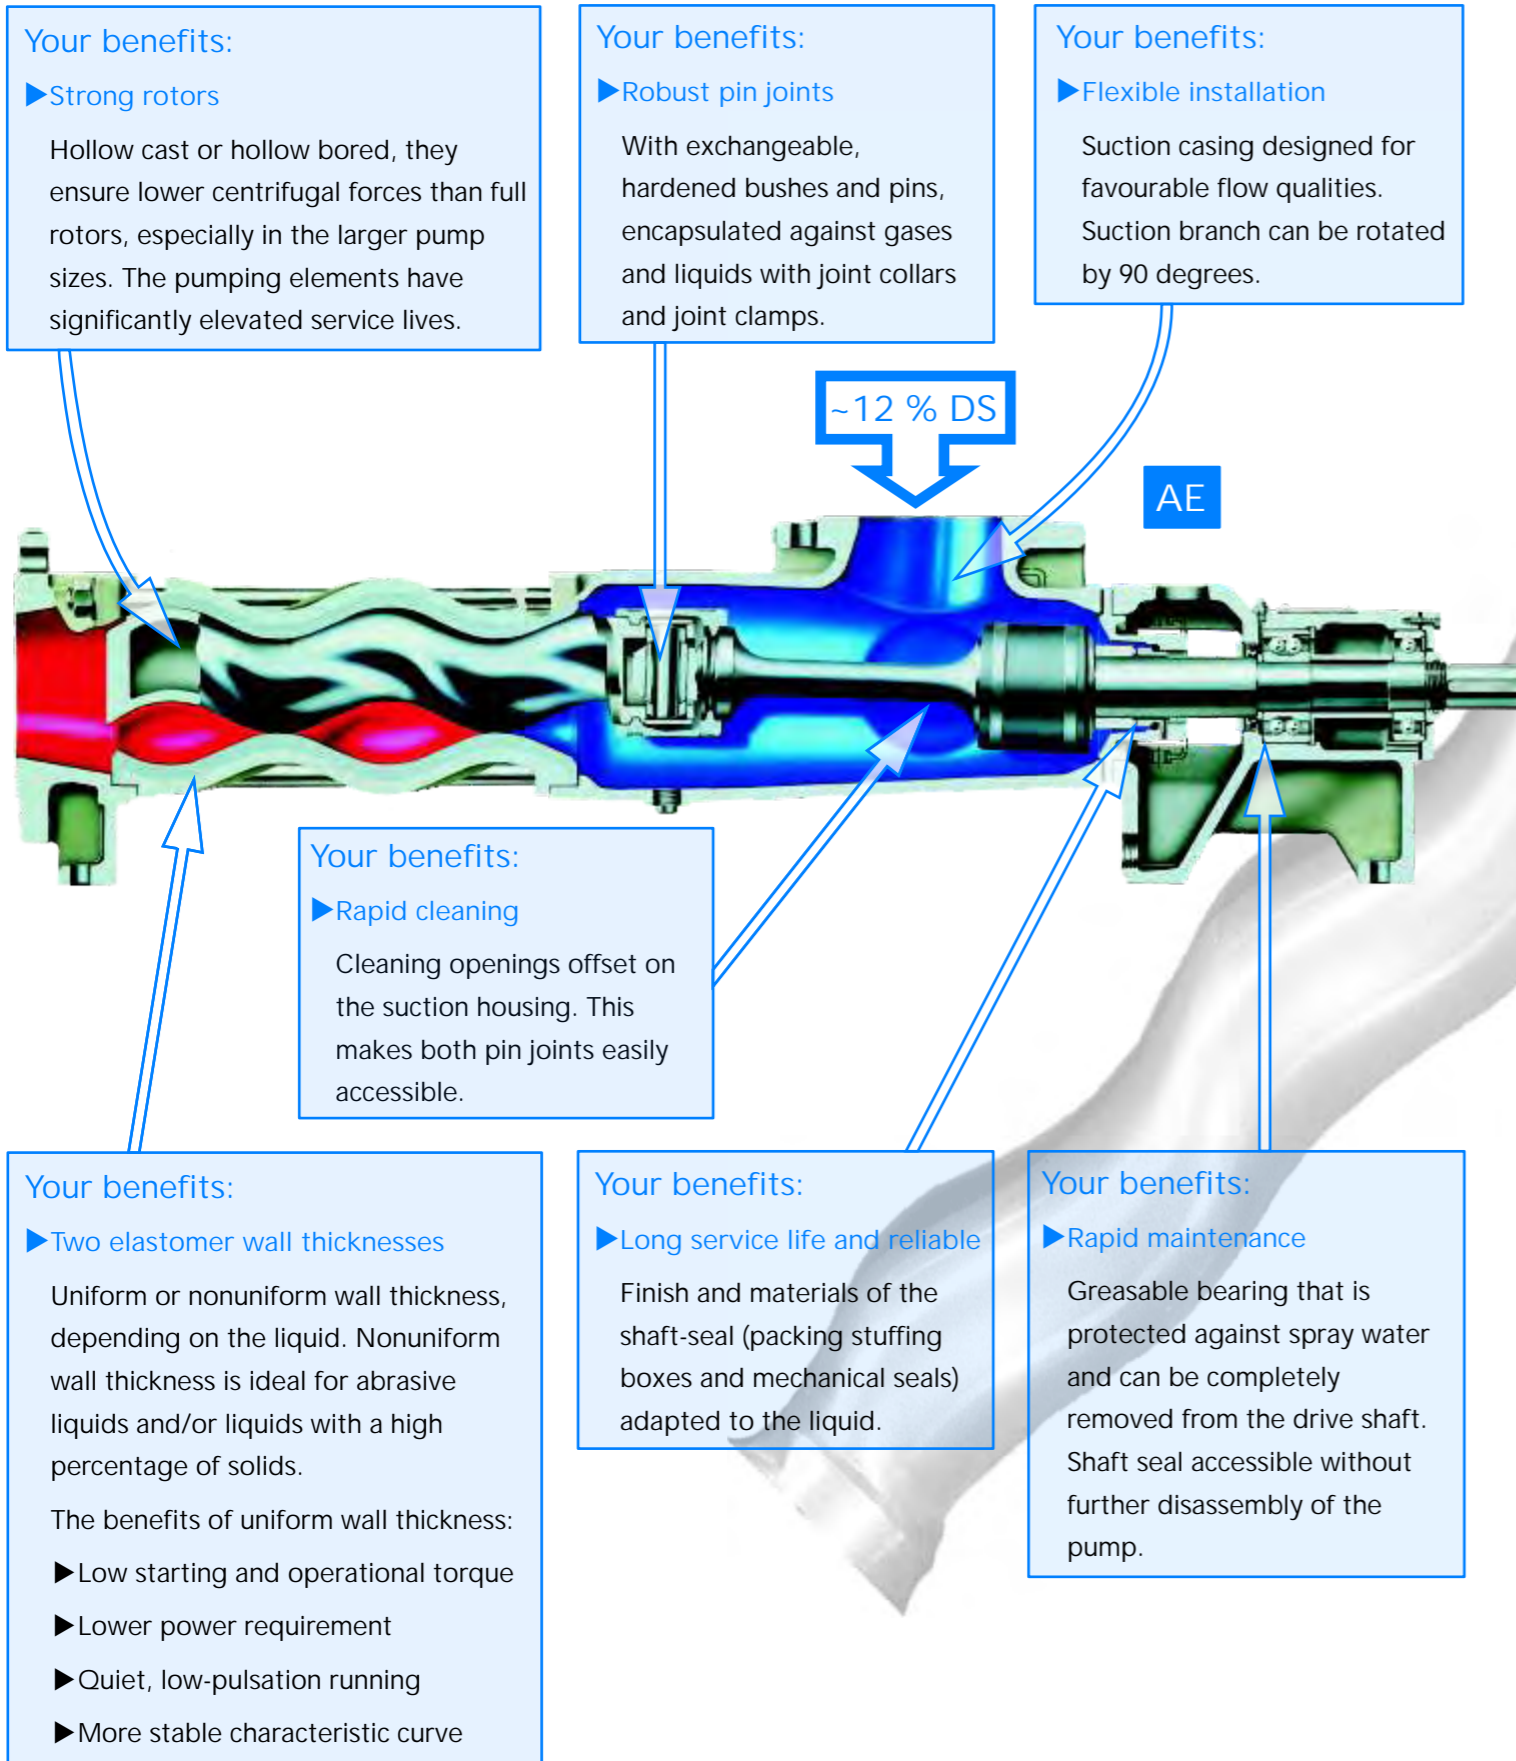 Your benefits:
▶Strong rotors
Hollow cast or hollow bored, they
ensure lower centrifugal forces than full
rotors, especially in the larger pump
sizes. The pumping elements have
significantly elevated service lives.
Your benefits:
▶Robust pin joints
With exchangeable,
hardened bushes and pins,
encapsulated against gases
and liquids with joint collars
and joint clamps.
Your benefits:
▶Flexible installation
Suction casing designed for
favourable flow qualities.
Suction branch can be rotated
by 90 degrees.
~12 % DS
AE
Your benefits:
▶Rapid cleaning
Cleaning openings offset on
the suction housing. This
makes both pin joints easily
accessible.
Your benefits:
▶Two elastomer wall thicknesses
Uniform or nonuniform wall thickness,
depending on the liquid. Nonuniform
wall thickness is ideal for abrasive
liquids and/or liquids with a high
percentage of solids.
The benefits of uniform wall thickness:
▶Low starting and operational torque
▶Lower power requirement
▶Quiet, low-pulsation running
▶More stable characteristic curve
Your benefits:
▶Long service life and reliable
Finish and materials of the
shaft-seal (packing stuffing
boxes and mechanical seals)
adapted to the liquid.
Your benefits:
▶Rapid maintenance
Greasable bearing that is
protected against spray water
and can be completely
removed from the drive shaft.
Shaft seal accessible without
further disassembly of the
pump.